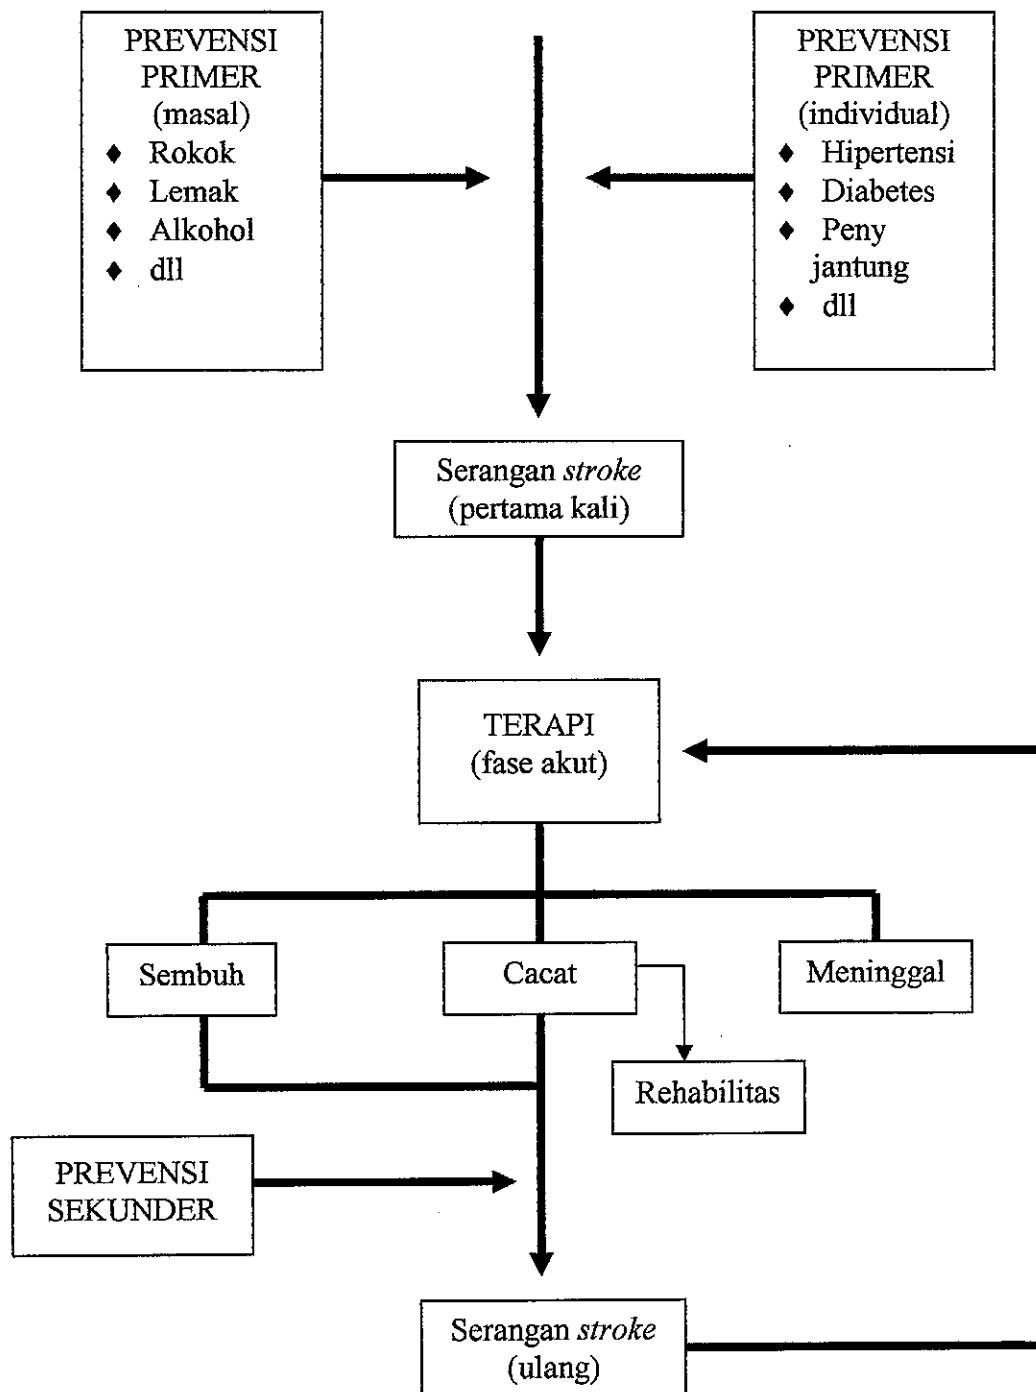 PREVENSI
PRIMER
(masal)
♦ Rokok
♦ Lemak
♦ Alkohol
♦ dll
PREVENSI
PRIMER
(individual)
♦ Hipertensi
♦ Diabetes
♦ Peny
jantung
♦ dll
Serangan stroke
(pertama kali)
TERAPI
(fase akut)
Sembuh
Cacat
Meninggal
Rehabilitas
PREVENSI
SEKUNDER
Serangan stroke
(ulang)